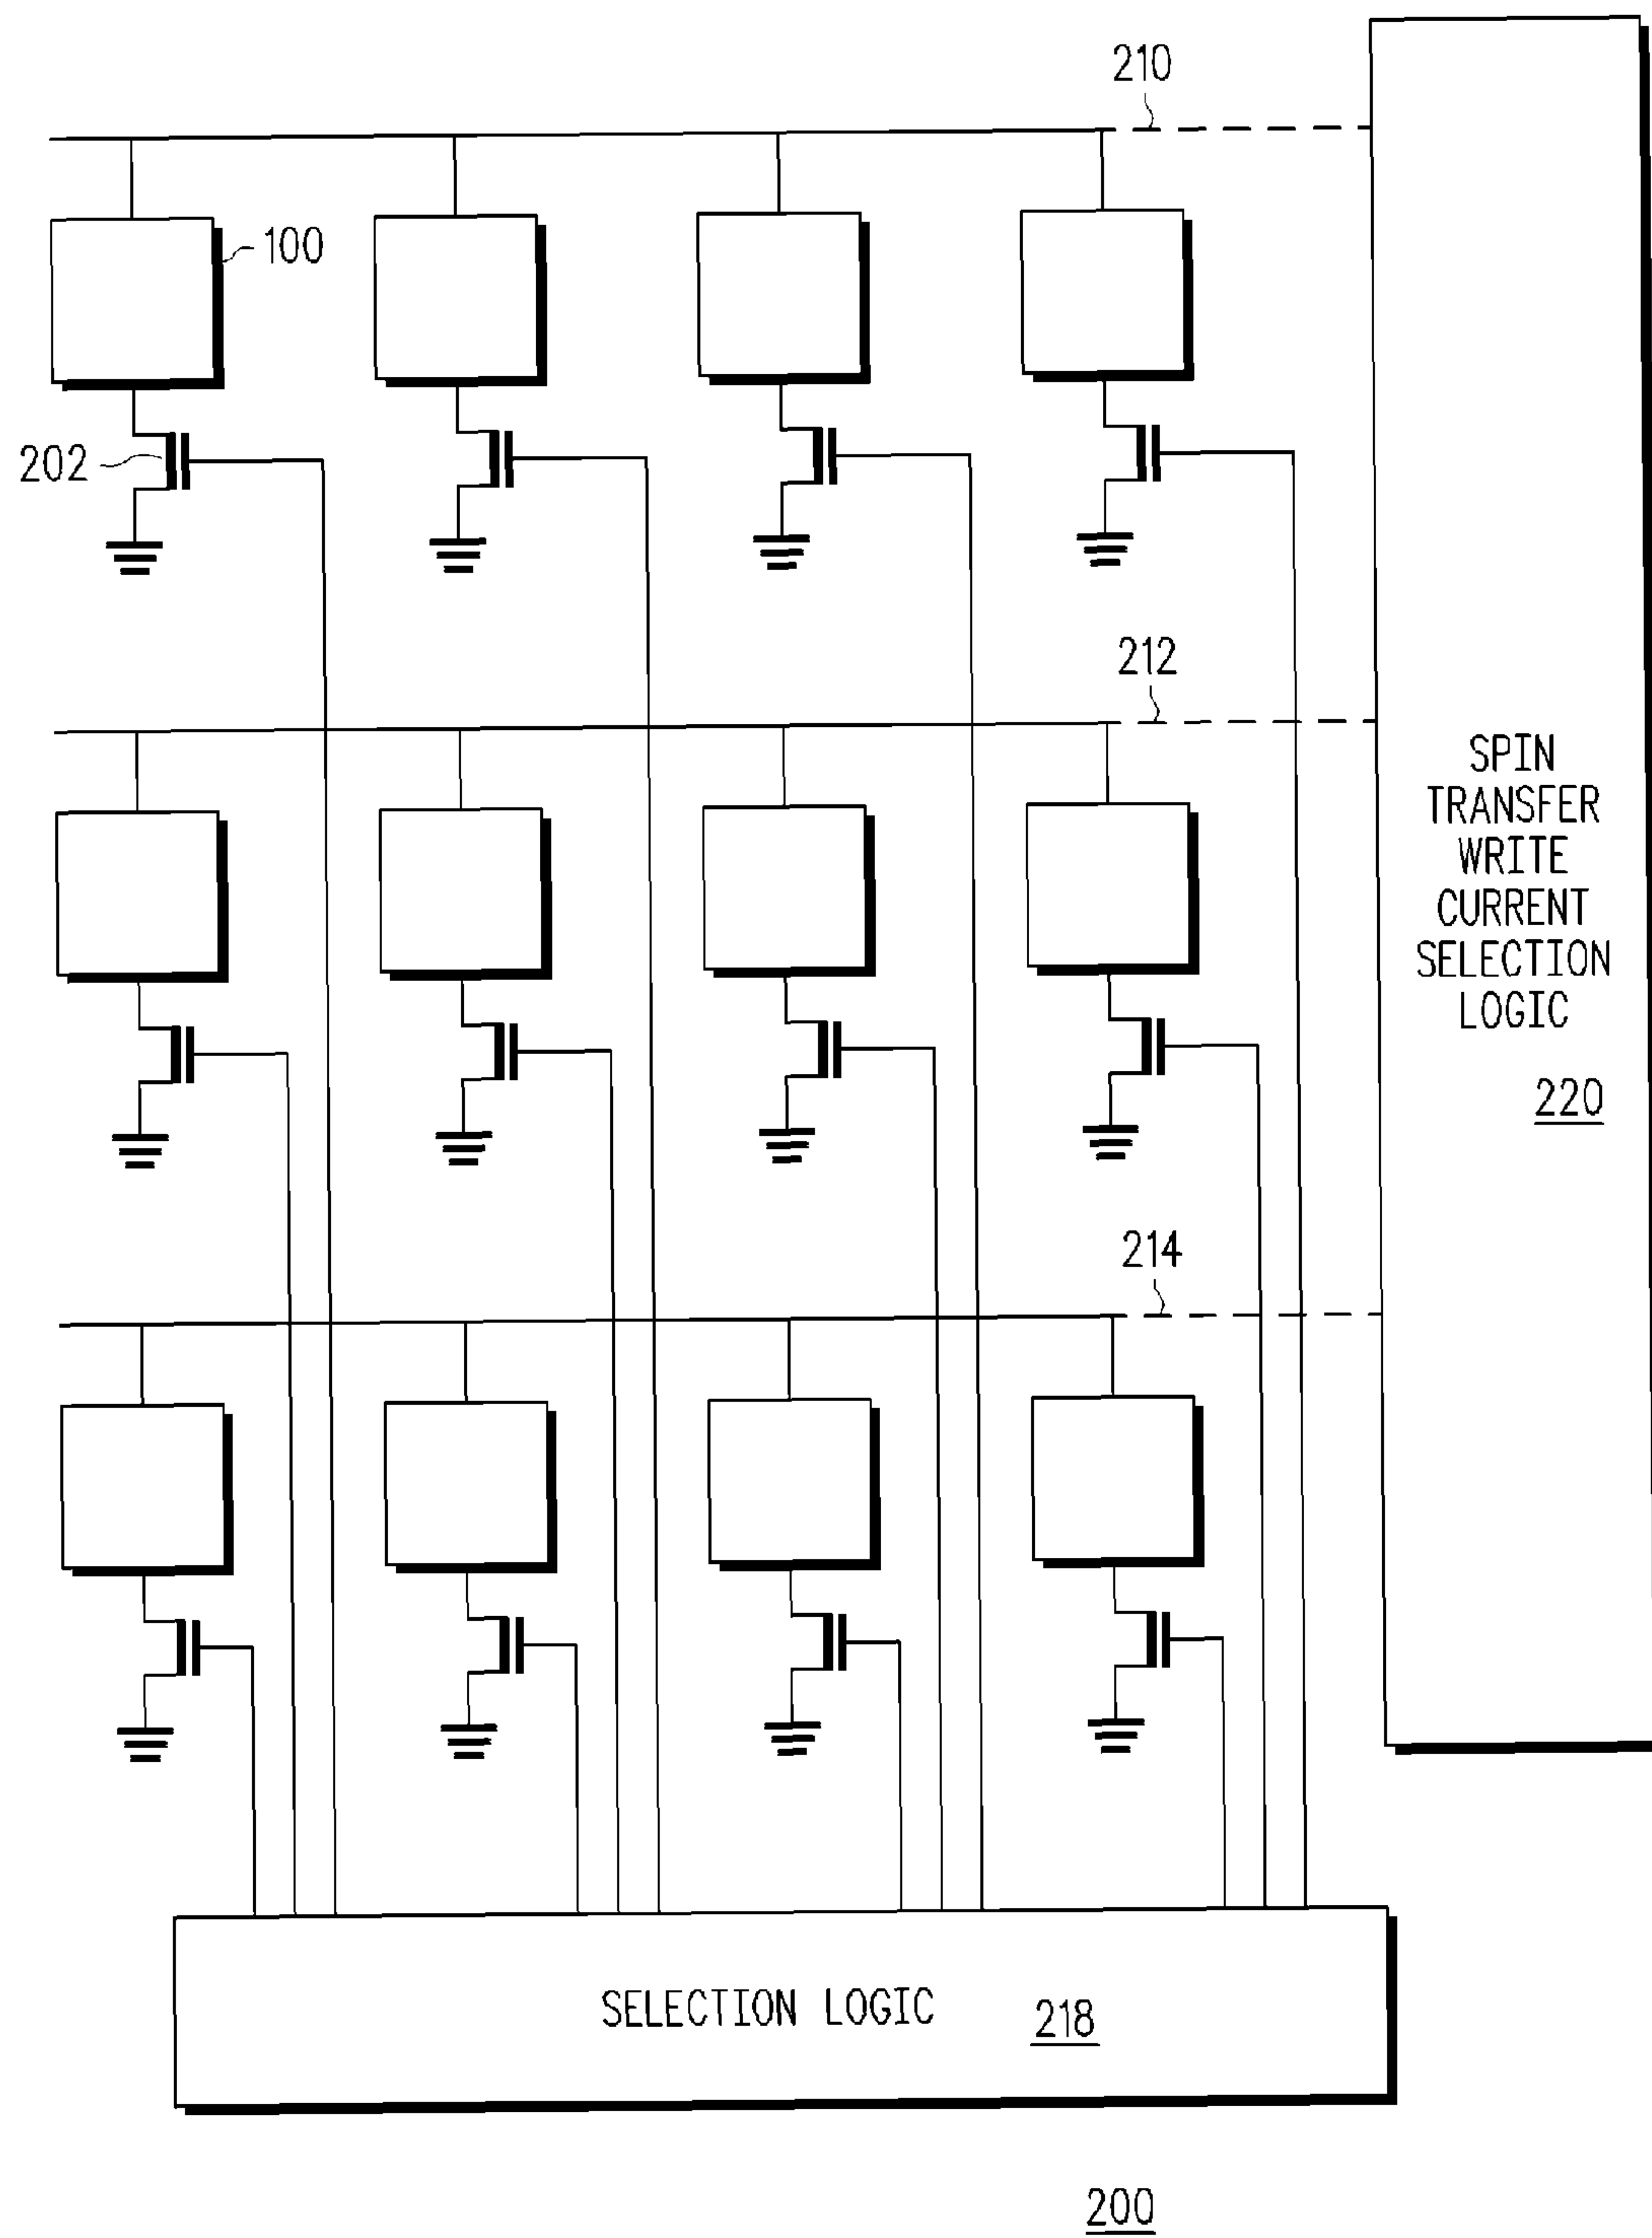 210
100
202
212
SPIN
TRANSFER
WRITE
CURRENT
SELECTION
LOGIC
220
214
SELECTION LOGIC 218
200